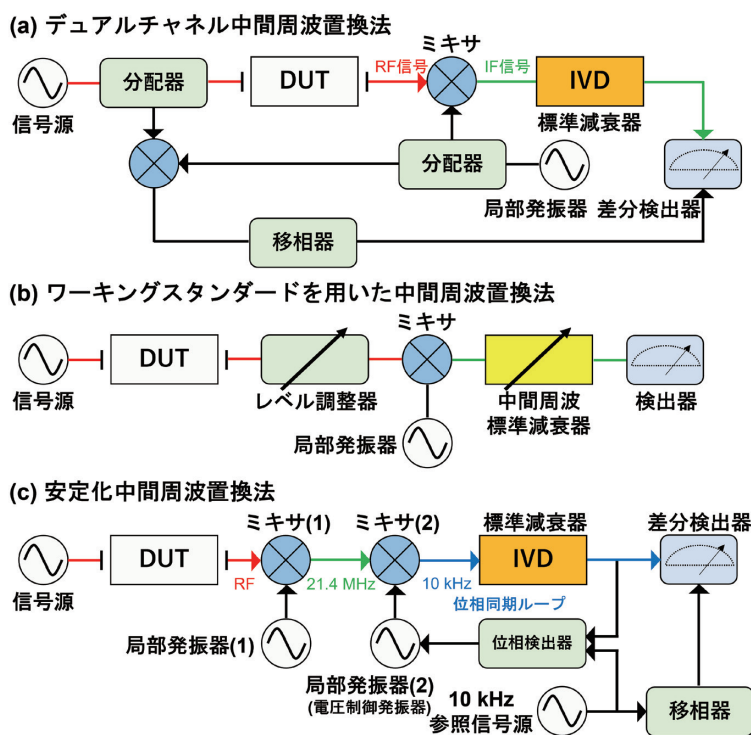 (a) デュアルチャネル中間周波置換法
ミキサ
分配器
DUT
RF信号
IF信号
IVD
信号源
標準減衰器
分配器
局部発振器
差分検出器
移相器
(b) ワーキングスタンダードを用いた中間周波置換法
ミキサ
DUT
信号源
レベル調整器
中間周波
標準減衰器
検出器
局部発振器
(c) 安定化中間周波置換法
ミキサ(1)
ミキサ(2)
標準減衰器
差分検出器
DUT
IVD
RF
21.4 MHz
10 kHz
信号源
位相同期ループ
局部発振器(1)
位相検出器
局部発振器(2)
(電圧制御発振器)
10 kHz
参照信号源
移相器